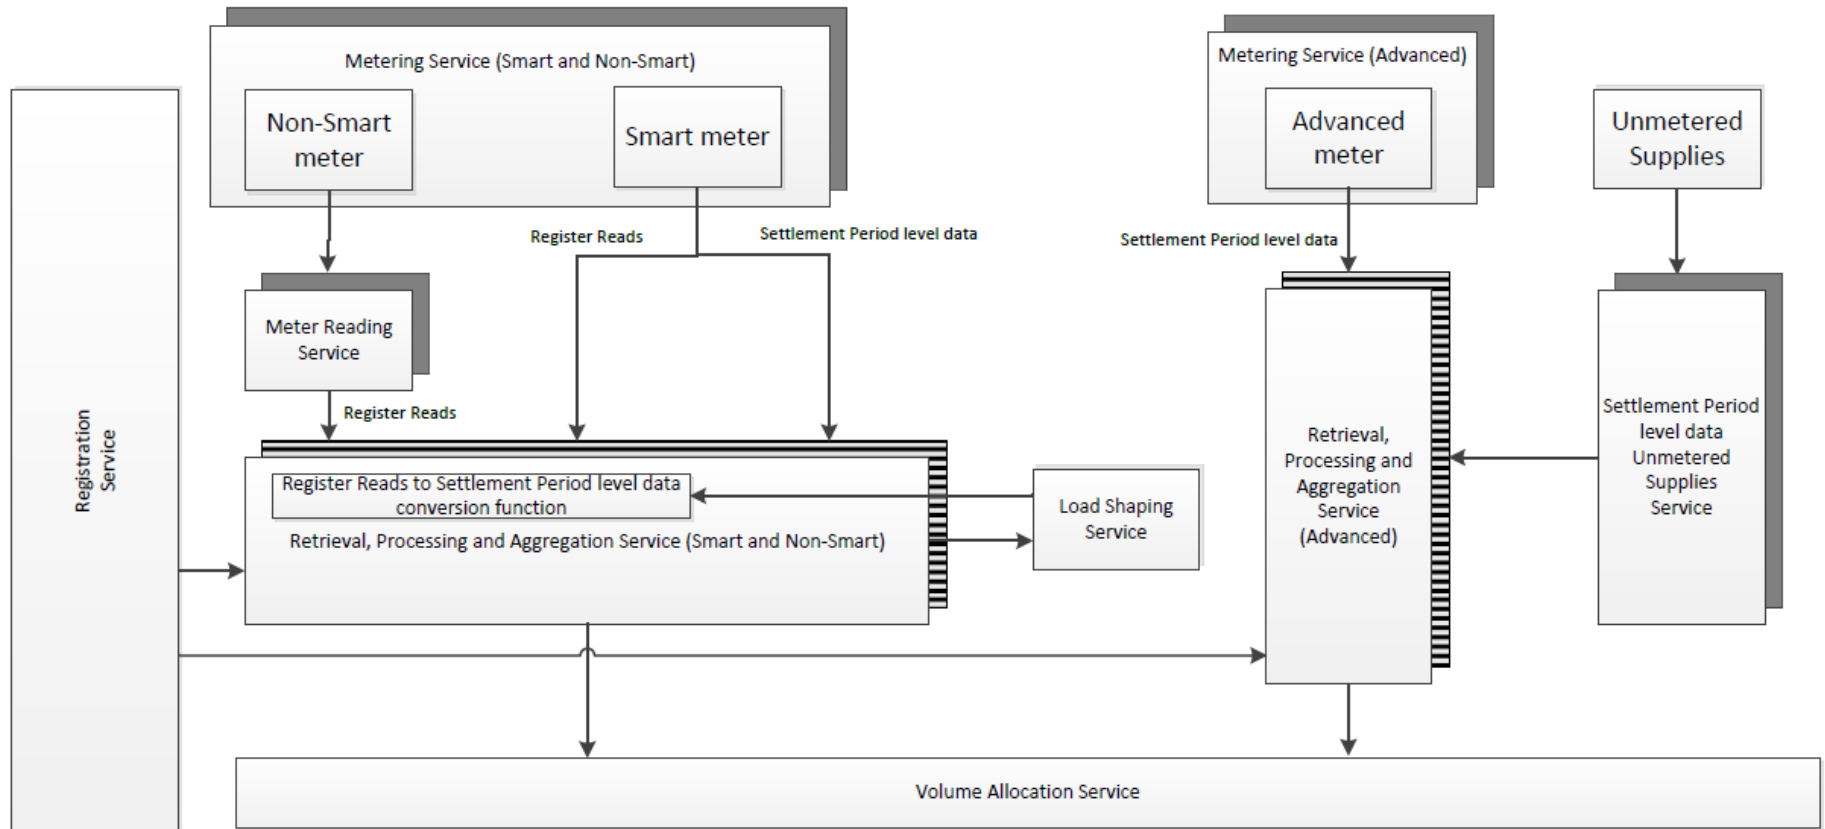 Metering Service (Smart and Non-Smart)
Metering Service (Advanced)
Non-Smart
meter
Smart meter
Advanced
meter
Unmetered
Supplies
Register Reads
Settlement Period level data
Settlement Period level data
Meter Reading
Service
Register Reads
Registration
Service
Register Reads to Settlement Period level data
conversion function
Retrieval, Processing and Aggregation Service (Smart and Non-Smart)
Load Shaping
Service
Retrieval,
Processing and
Aggregation
Service
(Advanced)
Settlement Period
level data
Unmetered
Supplies
Service
Volume Allocation Service